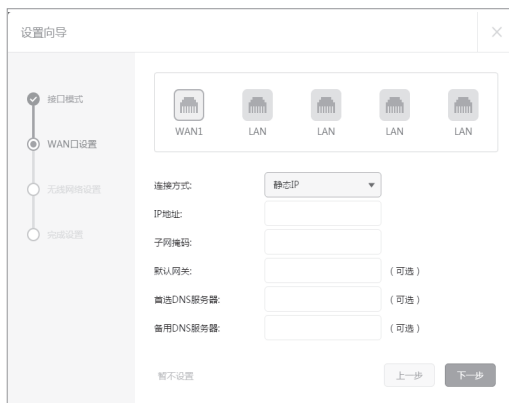 设置向导
接口模式
WAN口设置
无线网络设置
完成设置
WAN1 LAN LAN LAN LAN
连接方式: 静态IP
IP地址:
子网掩码:
默认网关: (可选)
首选DNS服务器: (可选)
备用DNS服务器: (可选)
暂不设置 上一步 下一步